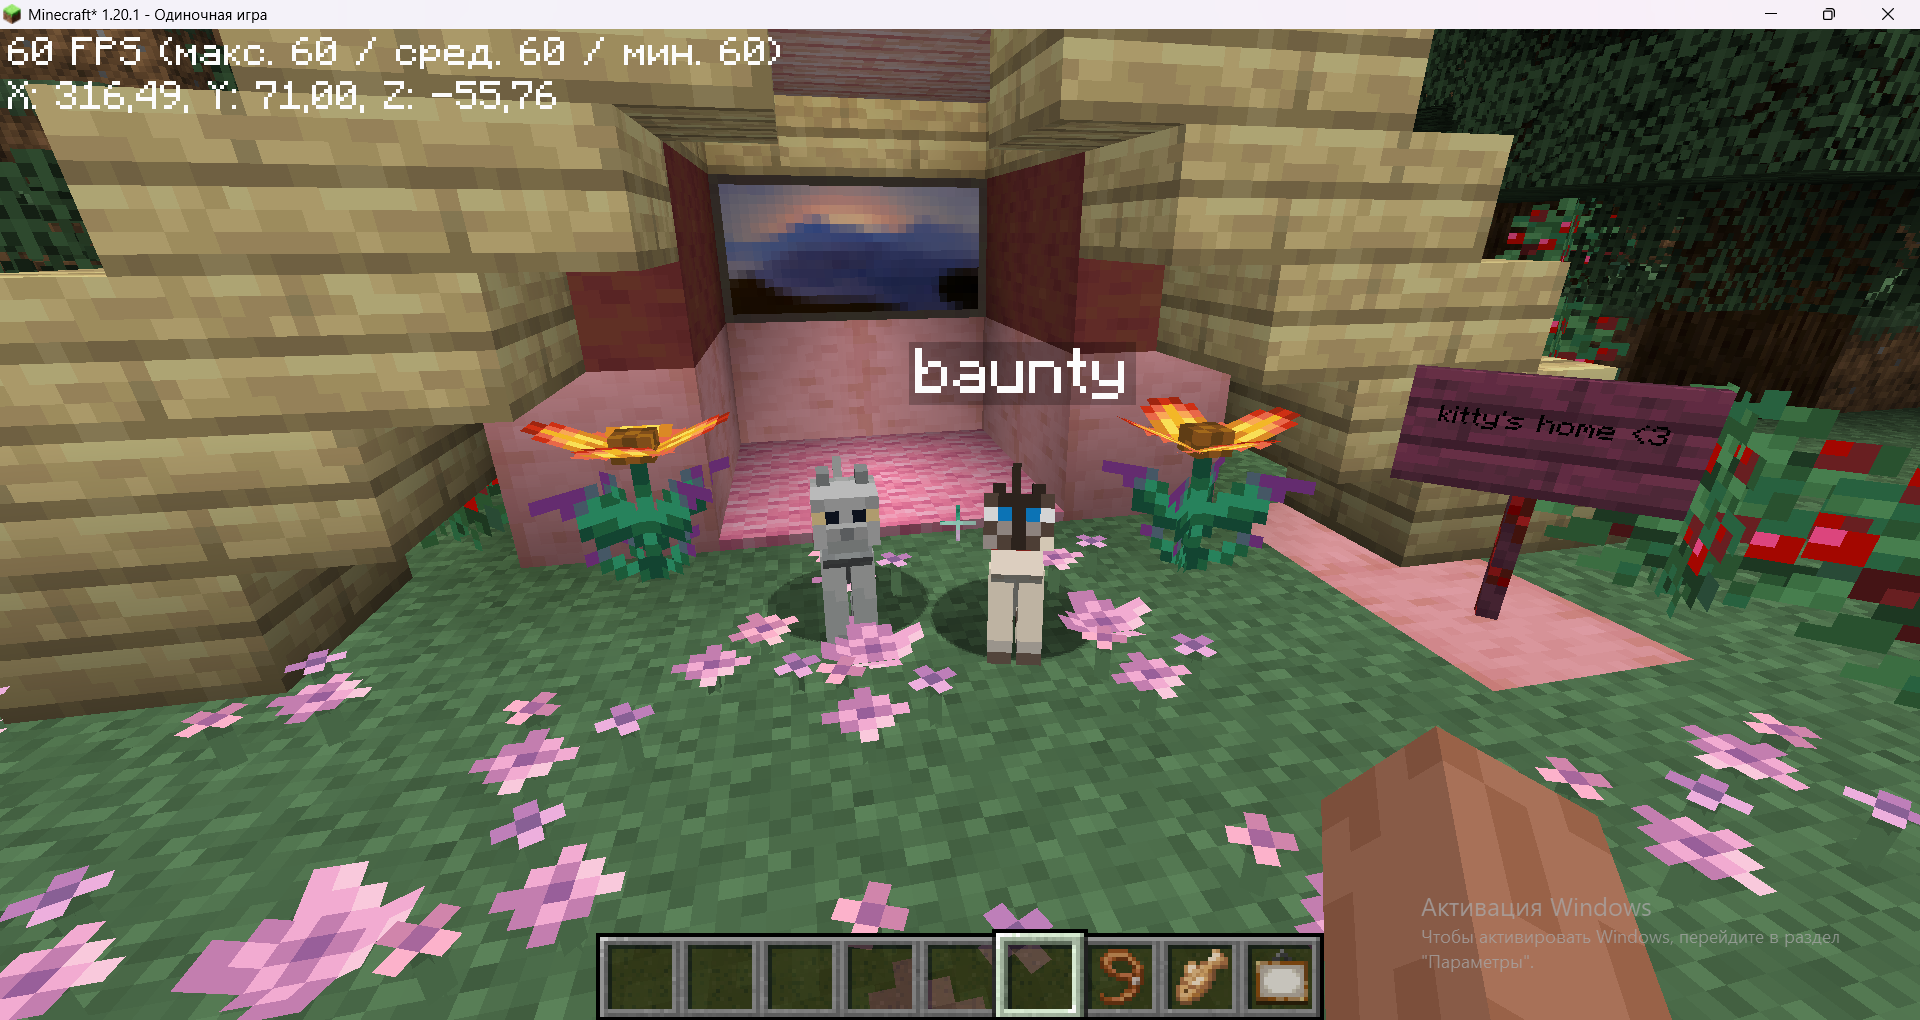 Minecraft* 1.20.1 - Одиночная игра
60 FPS (макс. 60 / сред. 60 / мин. 60)
X: 316,49, Y: 71,00, Z: -55,76
baunty
kitty's home <3
Активация Windows
Чтобы активировать Windows, перейдите в раздел
"Параметры".